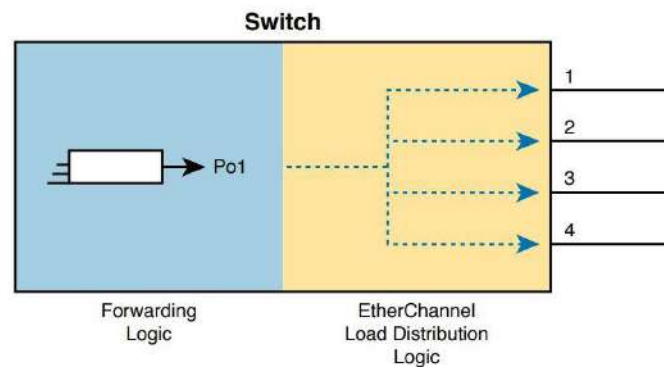 Switch
1
2
Po1
3
4
Forwarding
Logic
EtherChannel
Load Distribution
Logic